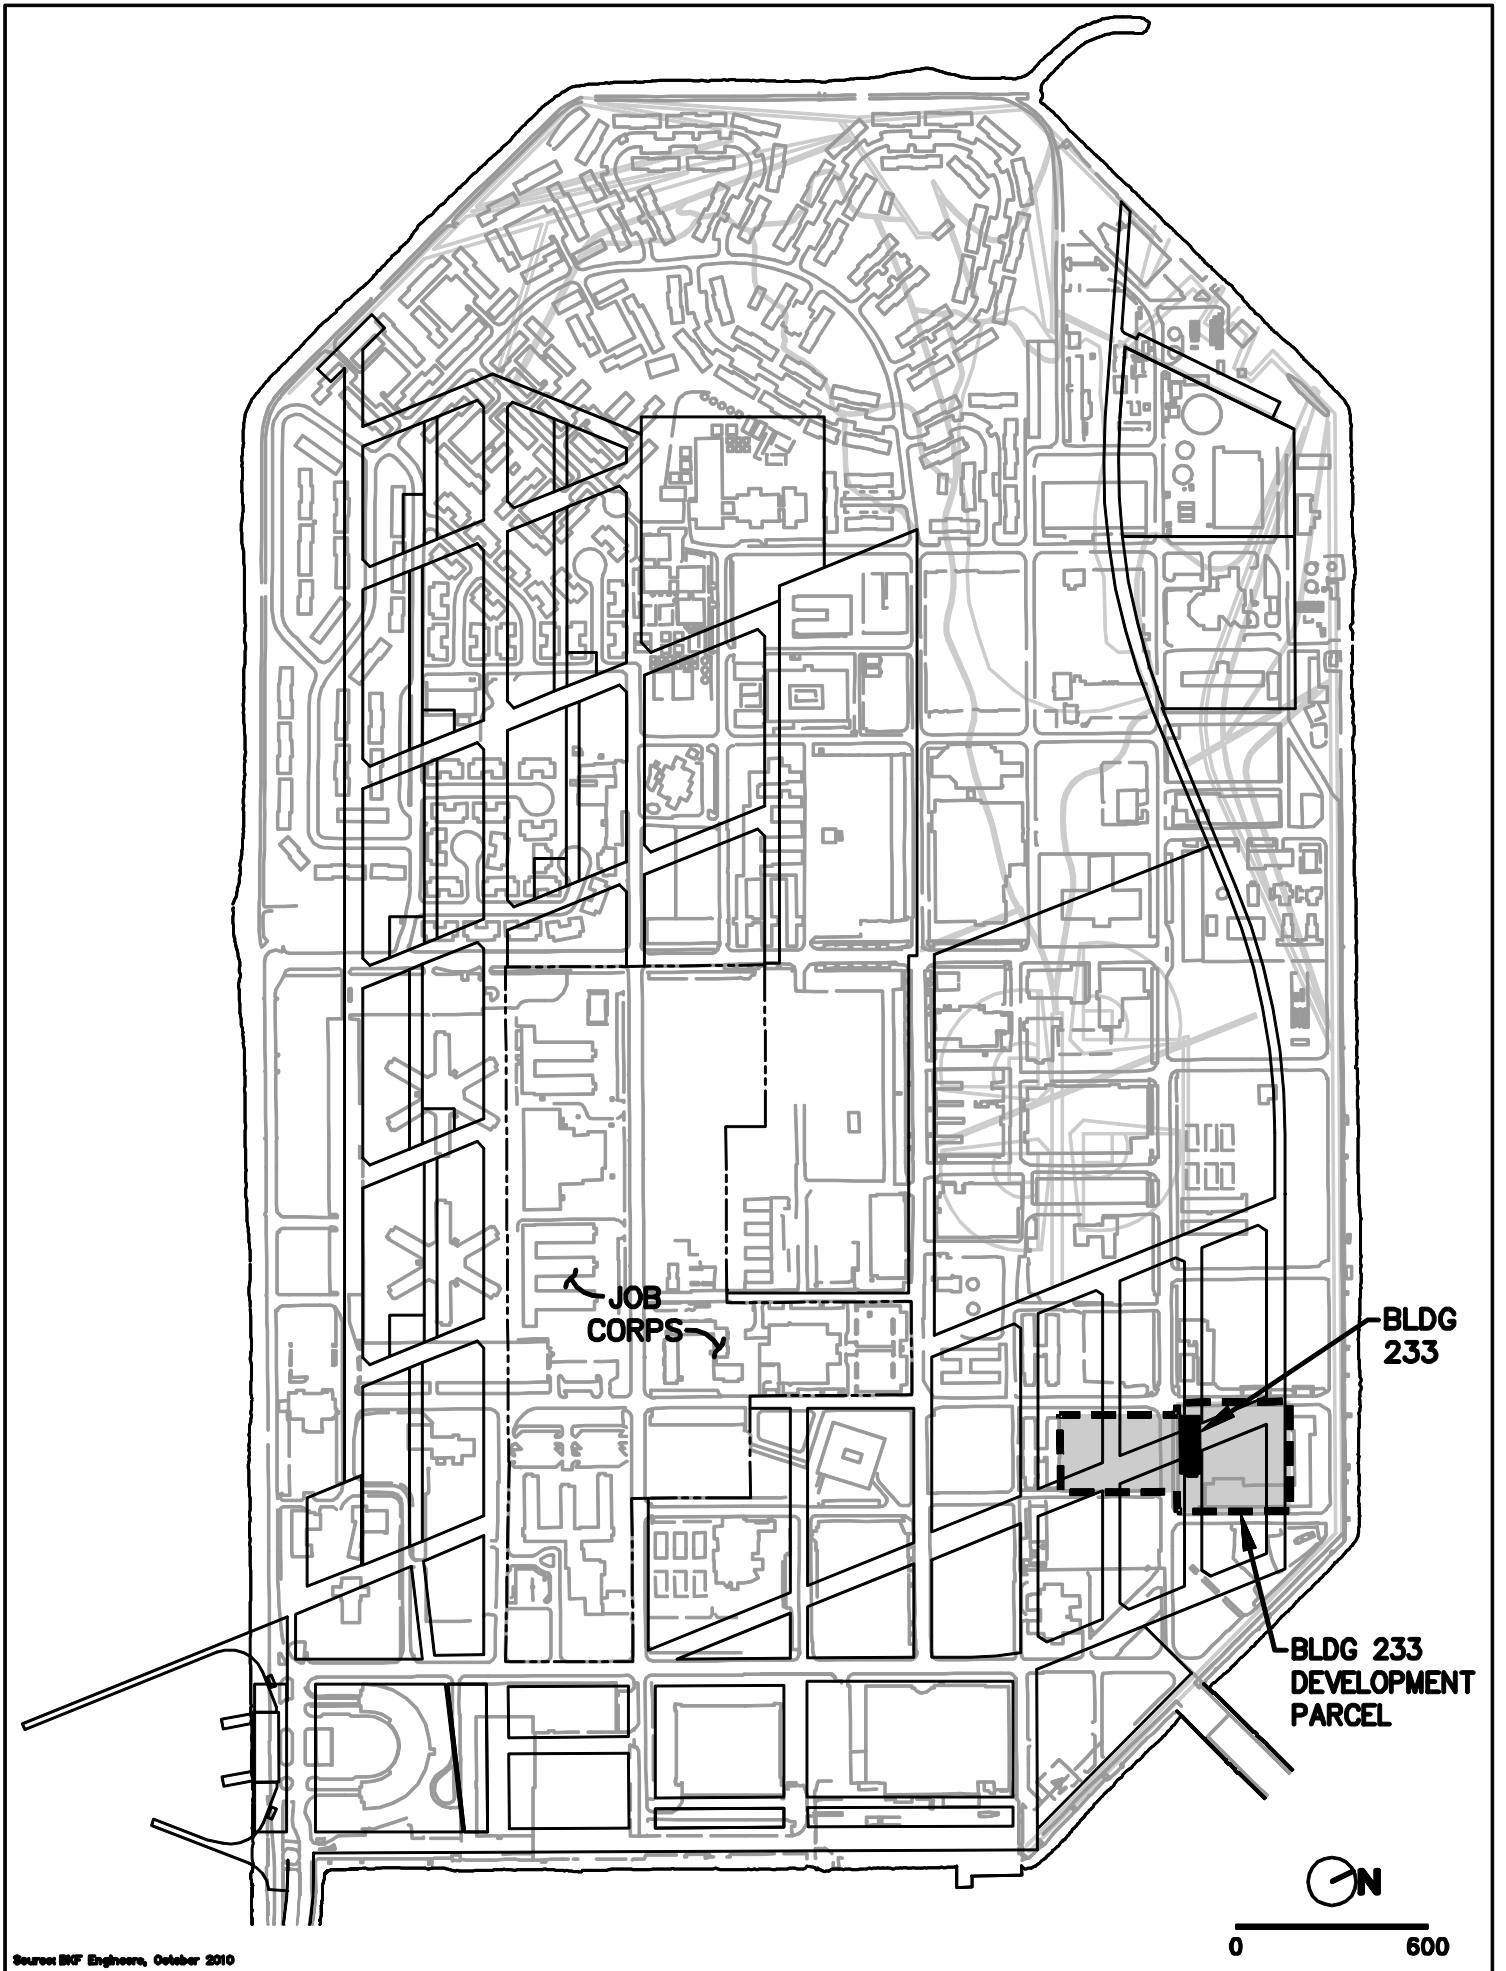 JOB
CORPS
BLDG
233
BLDG 233
DEVELOPMENT
PARCEL
N
0 600
Source: BKF Engineers, October 2010